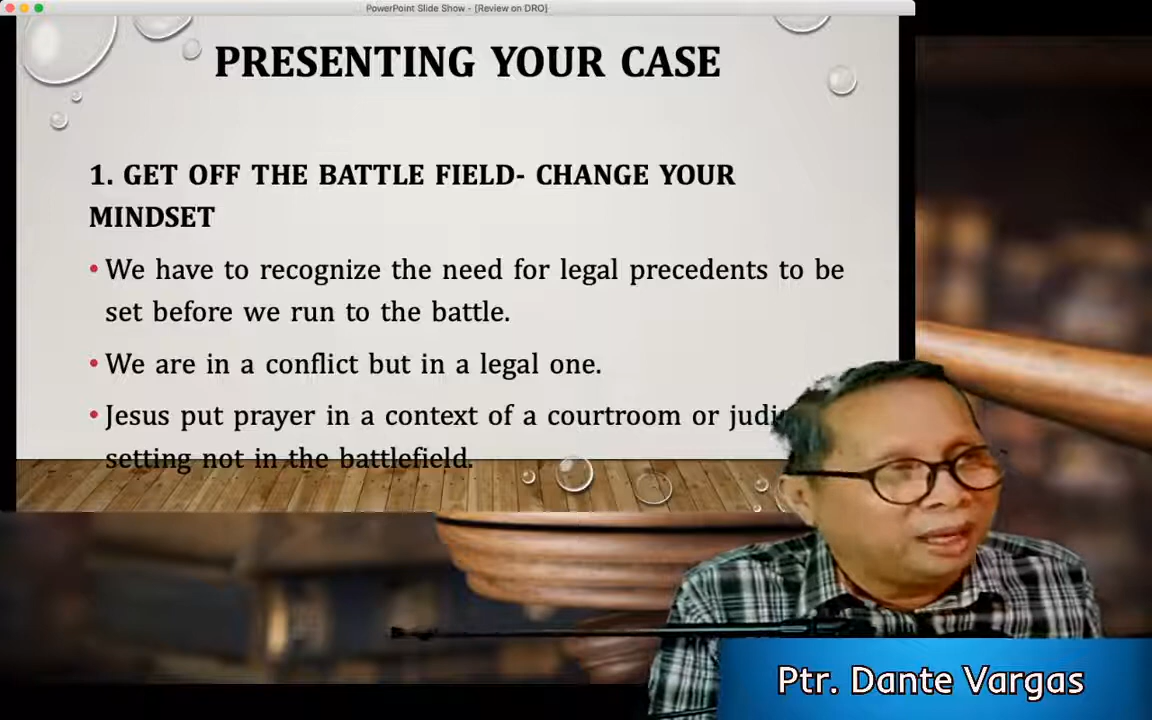 PowerPoint Slide Show - [Review on DRO]
PRESENTING YOUR CASE
1. GET OFF THE BATTLE FIELD- CHANGE YOUR
MINDSET
• We have to recognize the need for legal precedents to be
set before we run to the battle.
• We are in a conflict but in a legal one.
• Jesus put prayer in a context of a courtroom or
setting not in the battlefield.
Ptr. Dante Vargas